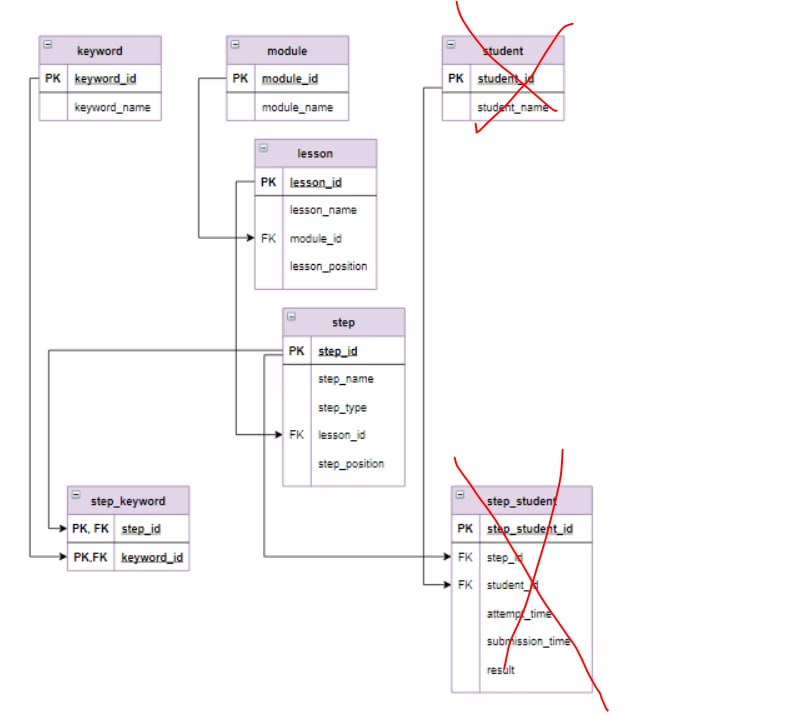 keyword
PK keyword_id
keyword_name
module
PK module_id
module_name
student
PK student_id
student_name
lesson
PK lesson_id
lesson_name
FK module_id
lesson_position
step
PK step_id
step_name
step_type
FK lesson_id
step_position
step_keyword
PK, FK step_id
PK,FK keyword_id
step_student
PK step_student_id
FK step_id
FK student_id
attempt_time
submission_time
result